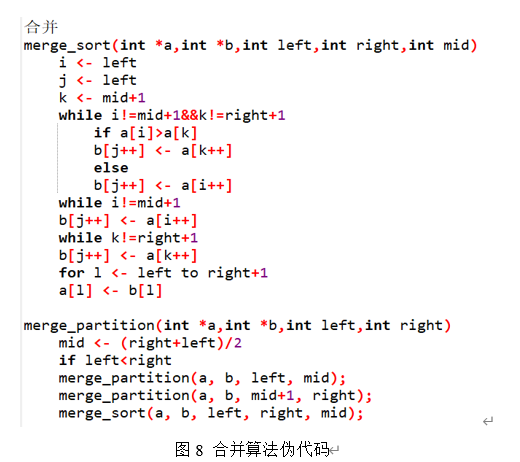 合并
merge_sort(int *a,int *b,int left,int right,int mid)
    i <- left
    j <- left
    k <- mid+1
    while i!=mid+1&&k!=right+1
        if a[i]>a[k]
        b[j++] <- a[k++]
        else
        b[j++] <- a[i++]
    while i!=mid+1
    b[j++] <- a[i++]
    while k!=right+1
    b[j++] <- a[k++]
    for l <- left to right+1
    a[l] <- b[l]
merge_partition(int *a,int *b,int left,int right)
    mid <- (right+left)/2
    if left<right
    merge_partition(a, b, left, mid);
    merge_partition(a, b, mid+1, right);
    merge_sort(a, b, left, right, mid);
图 8 合并算法伪代码